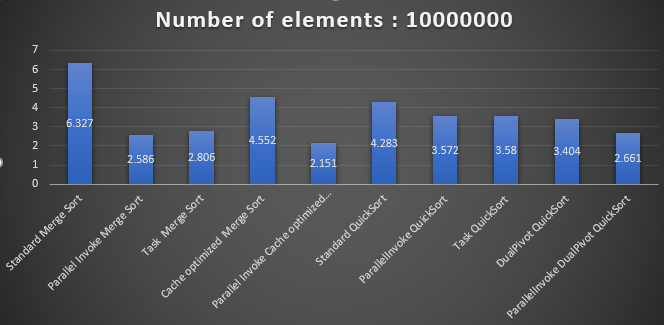 Number of elements : 10000000
7
6
5
4
3
2
1
0
6.327
2.586
2.806
4.552
2.151
4.283
3.572
3.58
3.404
2.661
Standard Merge Sort
Parallel Invoke Merge Sort
Task Merge Sort
Cache optimized Merge Sort
Parallel Invoke Cache optimized...
Standard QuickSort
ParallelInvoke QuickSort
Task QuickSort
DualPivot QuickSort
ParallelInvoke DualPivot QuickSort